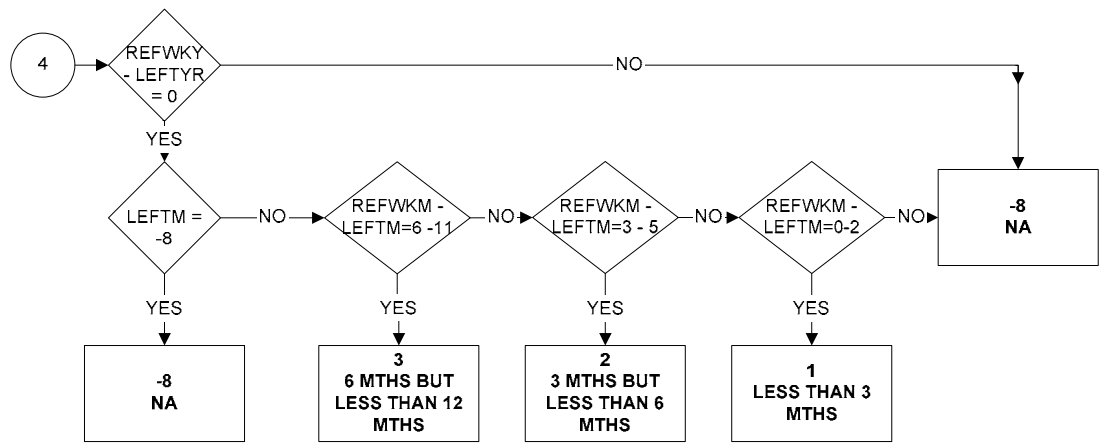 4
REFWKY
- LEFTYR
= 0
NO
YES
LEFTM =
-8
NO
REFWKM -
LEFTM=6 -11
NO
REFWKM -
LEFTM=3 - 5
NO
REFWKM -
LEFTM=0-2
NO
-8
NA
YES
YES
YES
YES
-8
NA
3
6 MTHS BUT
LESS THAN 12
MTHS
2
3 MTHS BUT
LESS THAN 6
MTHS
1
LESS THAN 3
MTHS